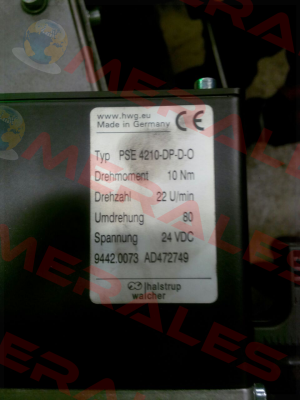 MERALES
www.hwg.eu
Made in Germany CE
Typ PSE 4210-DP-D-O
Drehmoment 10 Nm
Drehzahl 22 U/min
Umdrehung 80
Spannung 24 VDC
9442.0073 AD472749
halstrup
walcher